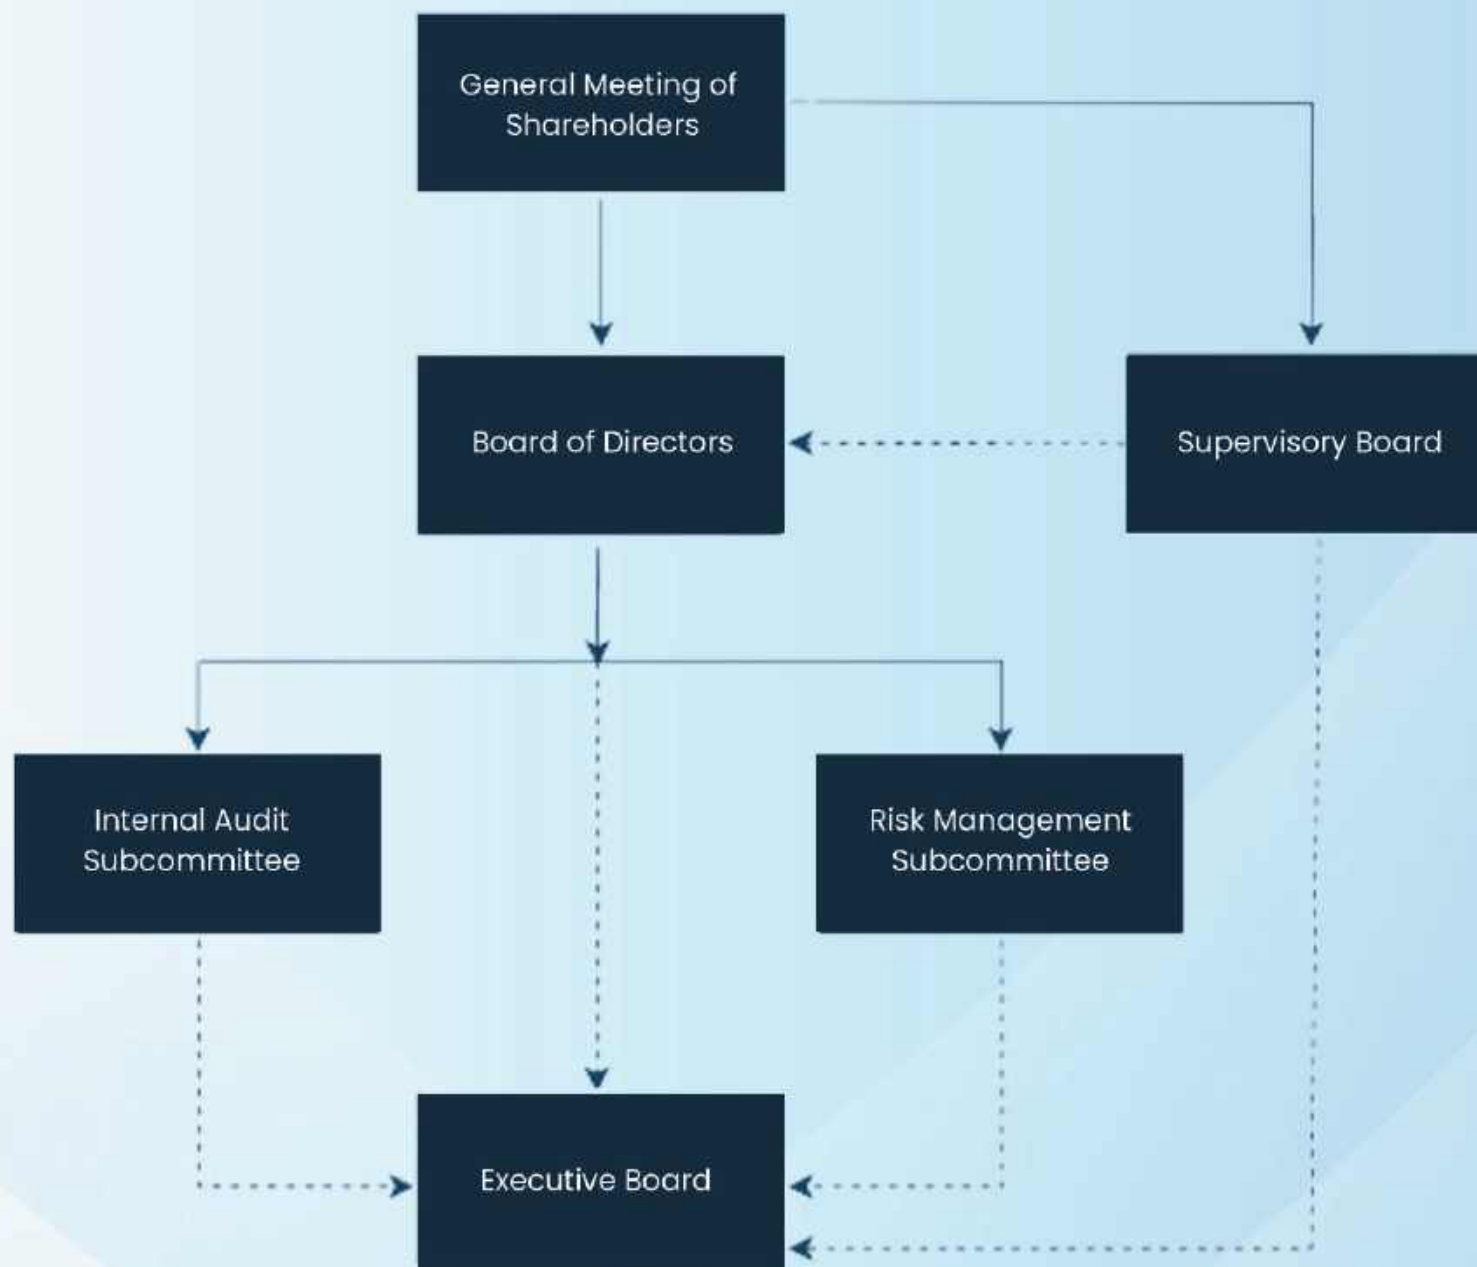 General Meeting of
Shareholders
Board of Directors
Supervisory Board
Internal Audit
Subcommittee
Risk Management
Subcommittee
Executive Board